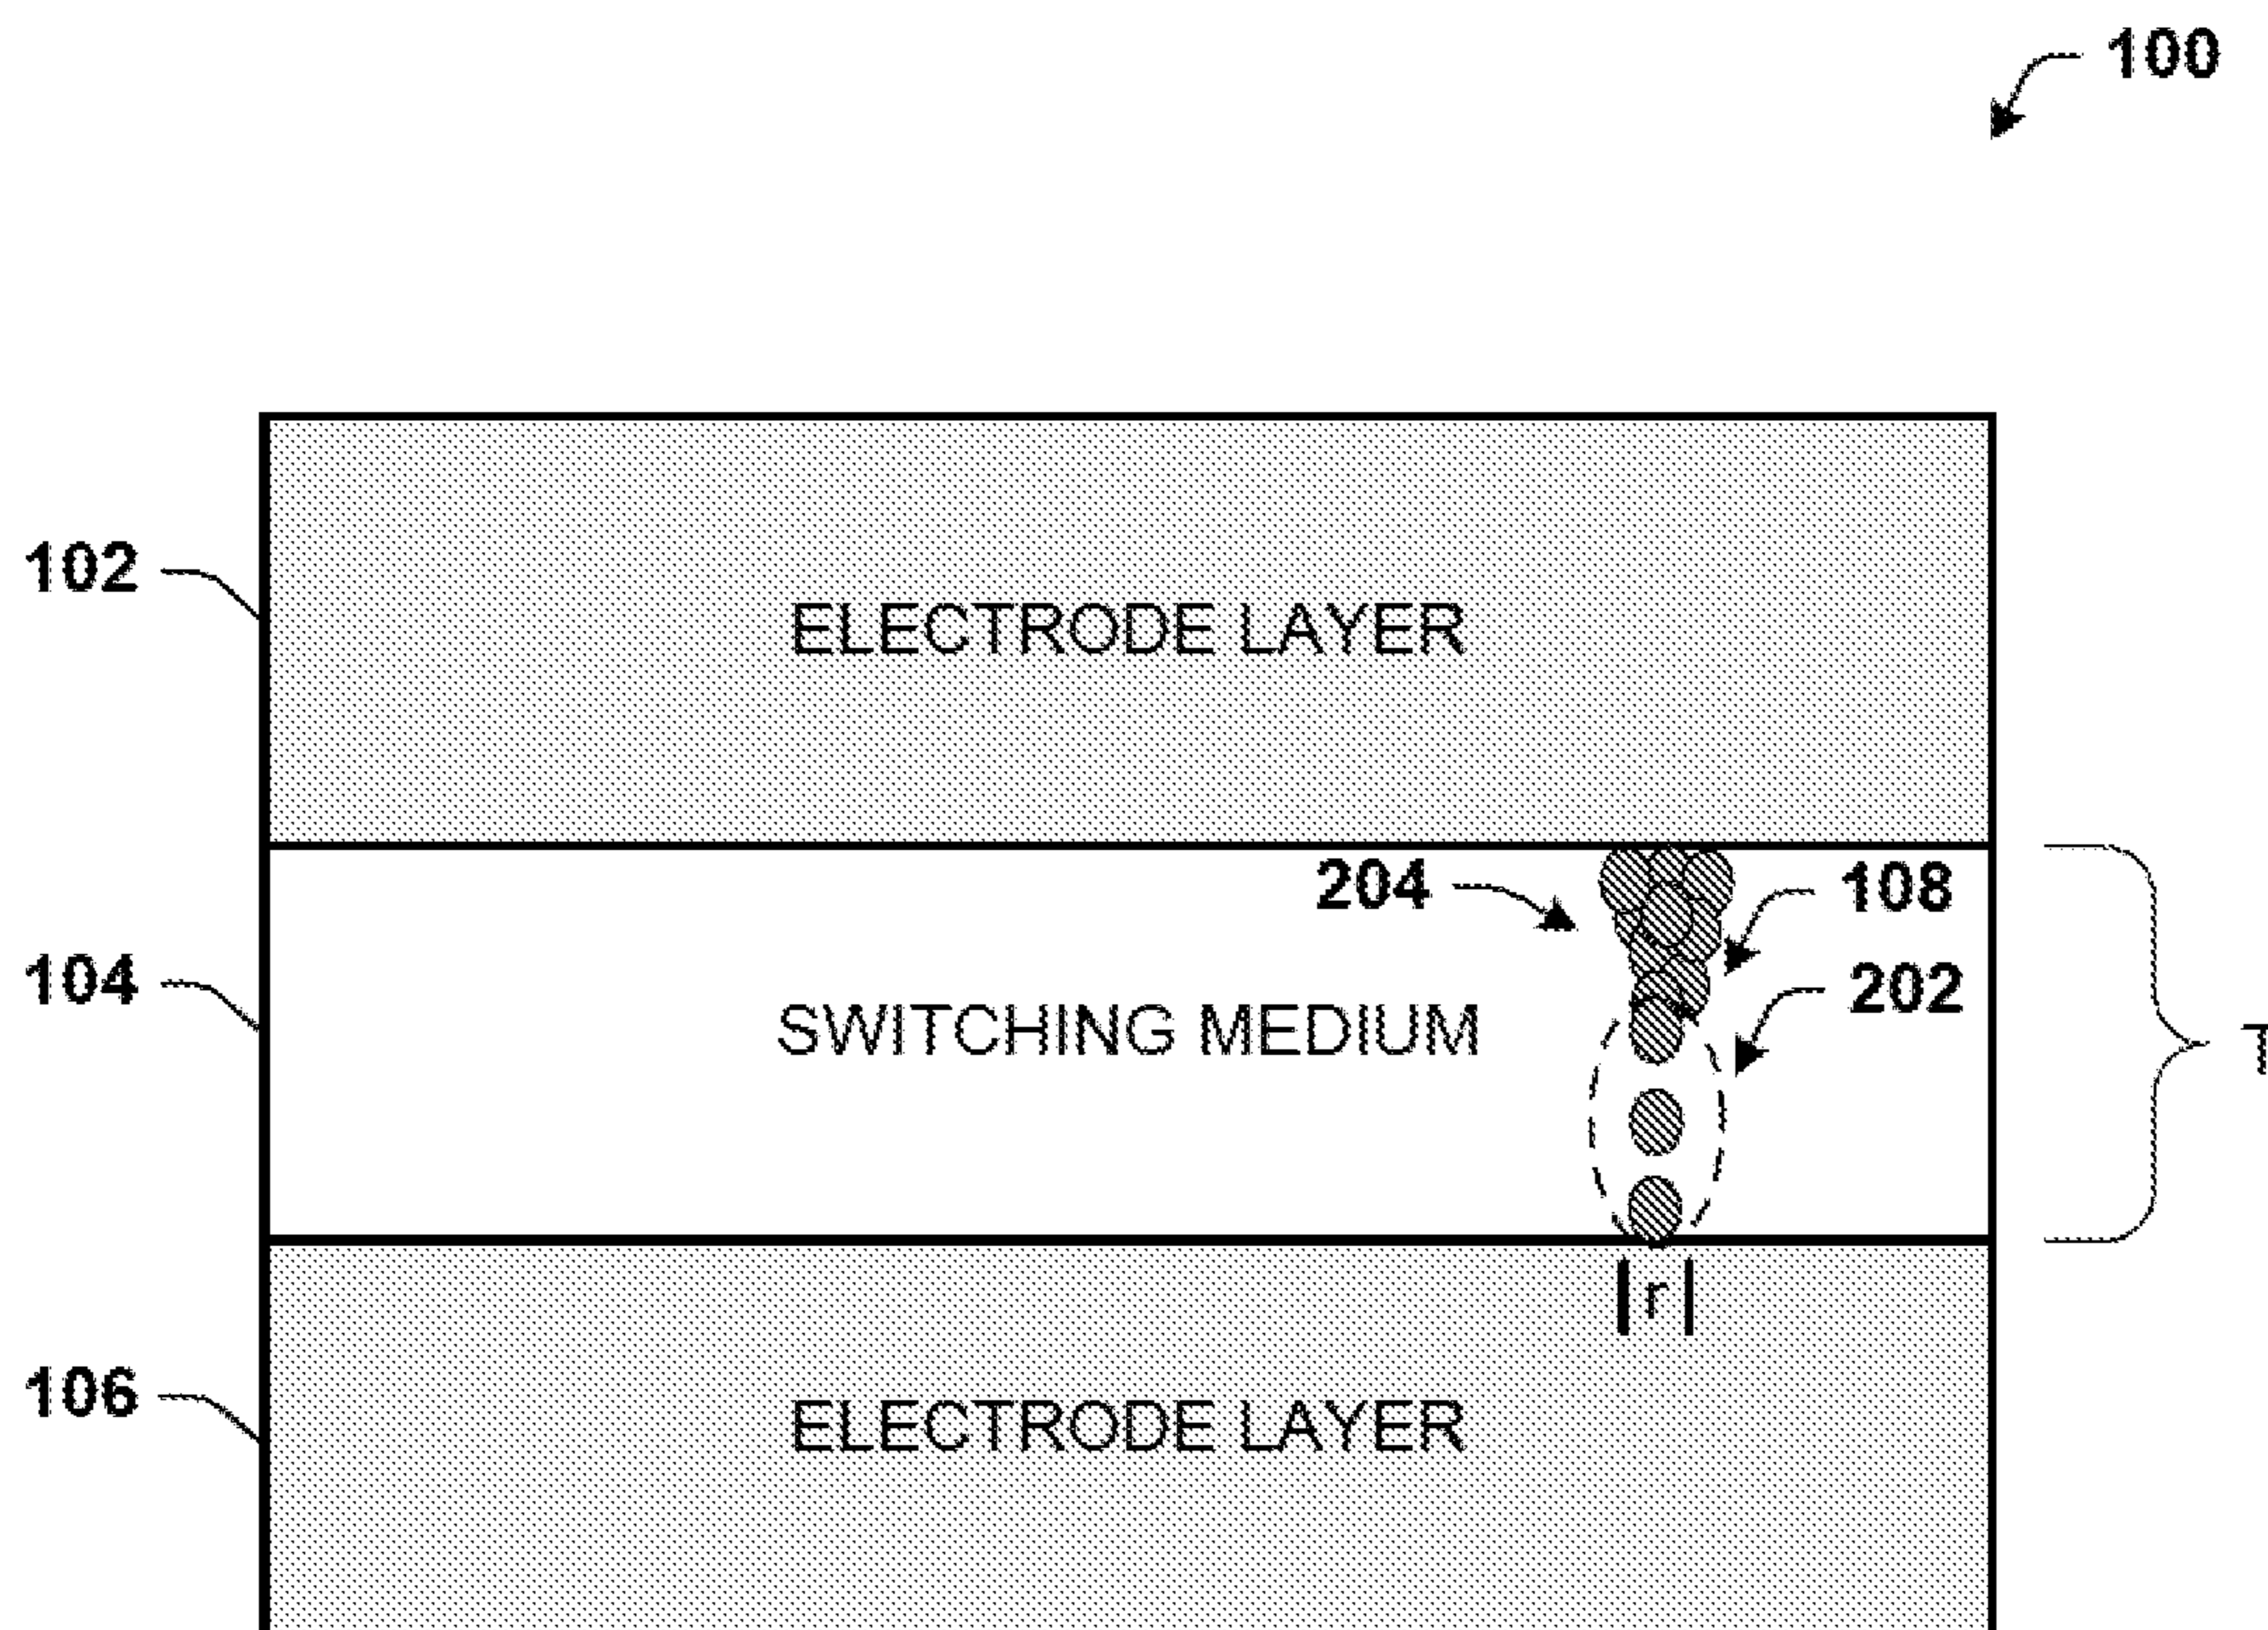 100
102
ELECTRODE LAYER
204
108
104
202
SWITCHING MEDIUM
T
|r|
106
ELECTRODE LAYER